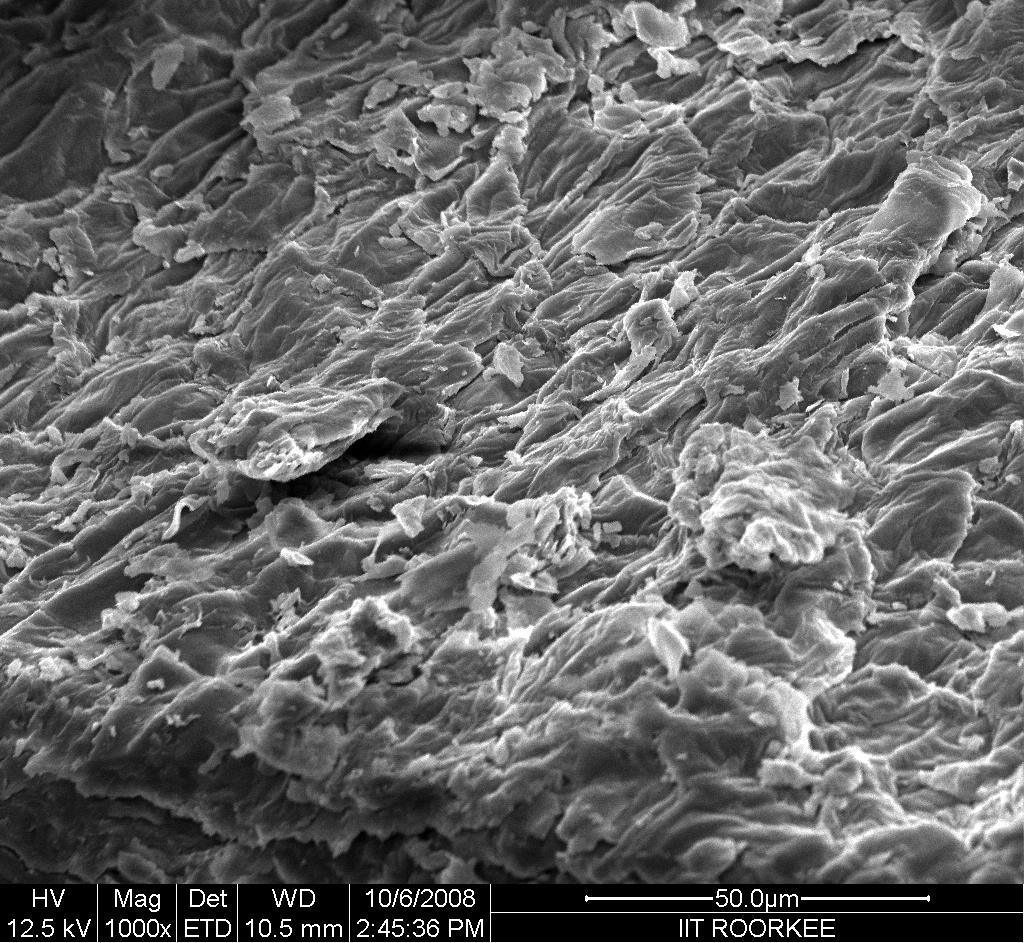 HV Mag Det WD 10/6/2008 50.0µm
12.5 kV 1000x ETD 10.5 mm 2:45:36 PM IIT ROORKEE